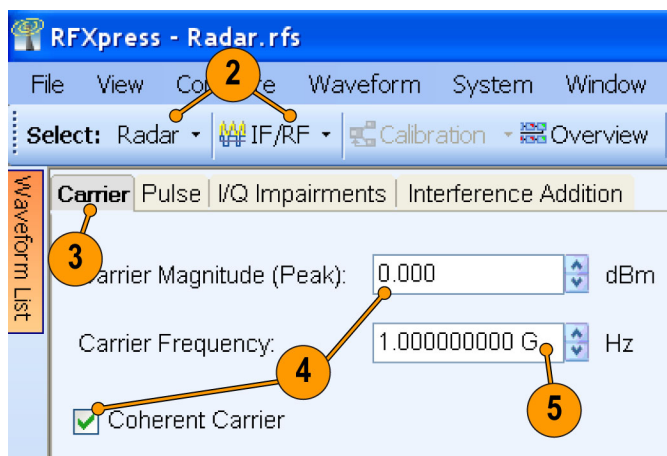 RFXpress - Radar.rfs
File View Co 2 e Waveform System Window
Select: Radar IF/RF Calibration Overview
Waveform List
Carrier Pulse I/Q Impairments Interference Addition
3
Carrier Magnitude (Peak): 0.000 dBm
Carrier Frequency: 1.000000000 G Hz
4
5
Coherent Carrier